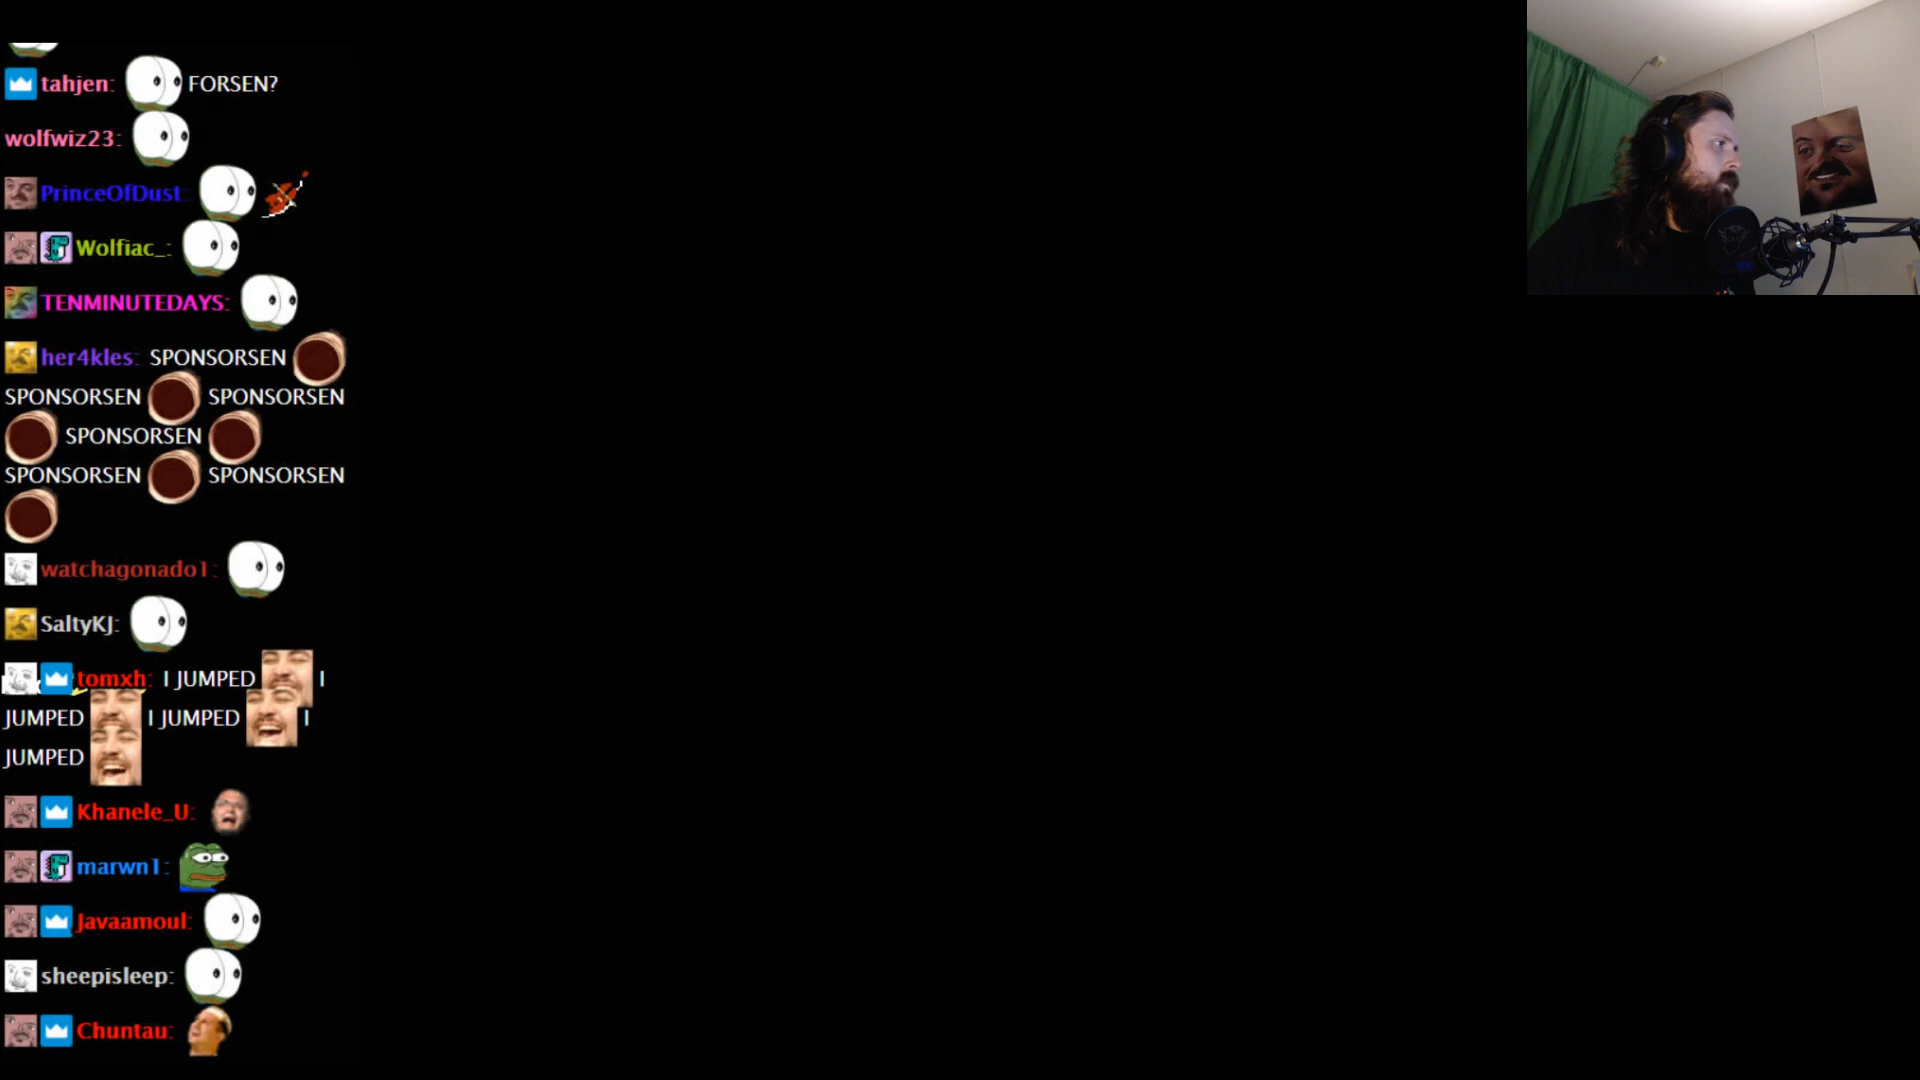 tahjen: FORSEN?
wolfwiz23:
PrinceOfDust:
Wolfiac_:
TENMINUTEDAYS:
her4kles: SPONSORSEN
SPONSORSEN SPONSORSEN
SPONSORSEN
SPONSORSEN SPONSORSEN
watchagonado1:
SaltyKJ:
tomxh: I JUMPED I
JUMPED I JUMPED I
JUMPED
Khanele_U:
marwn1:
Javaamoul:
sheepisleep:
Chuntau: